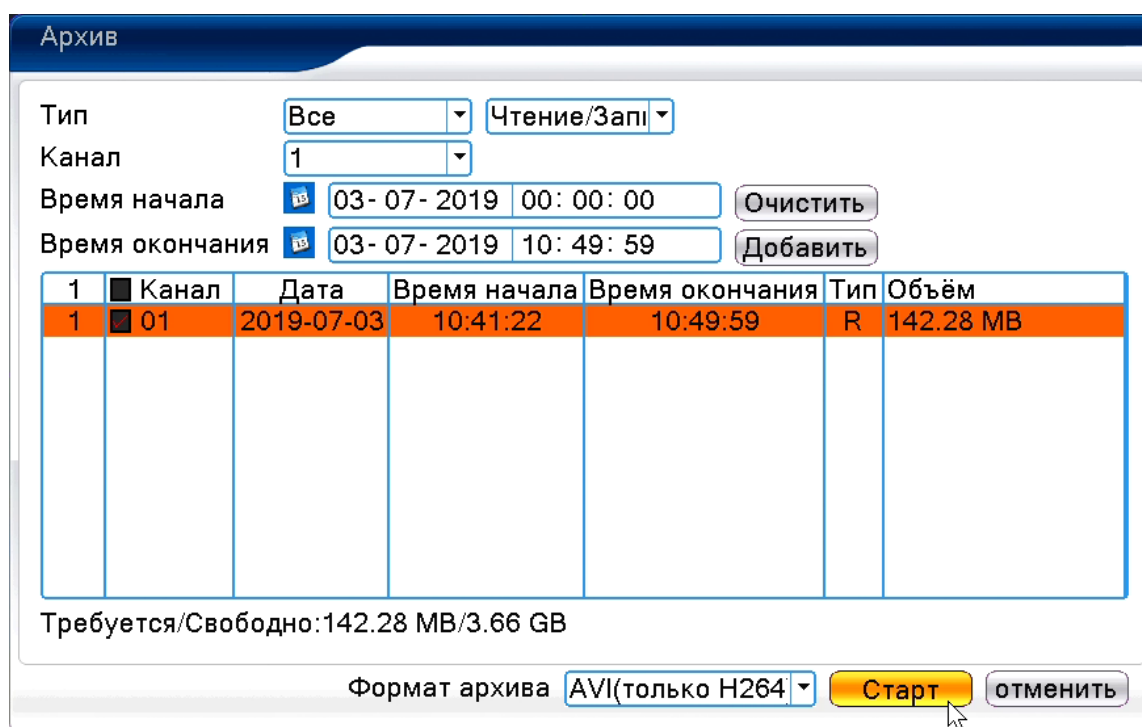 Архив
Тип Все Чтение/Запи
Канал 1
Время начала 15 03- 07- 2019 00: 00: 00 Очистить
Время окончания 15 03- 07- 2019 10: 49: 59 Добавить
1 Канал Дата Время начала Время окончания Тип Объём
1 01 2019-07-03 10:41:22 10:49:59 R 142.28 MB
Требуется/Свободно:142.28 MB/3.66 GB
Формат архива AVI(только H264 Старт отменить